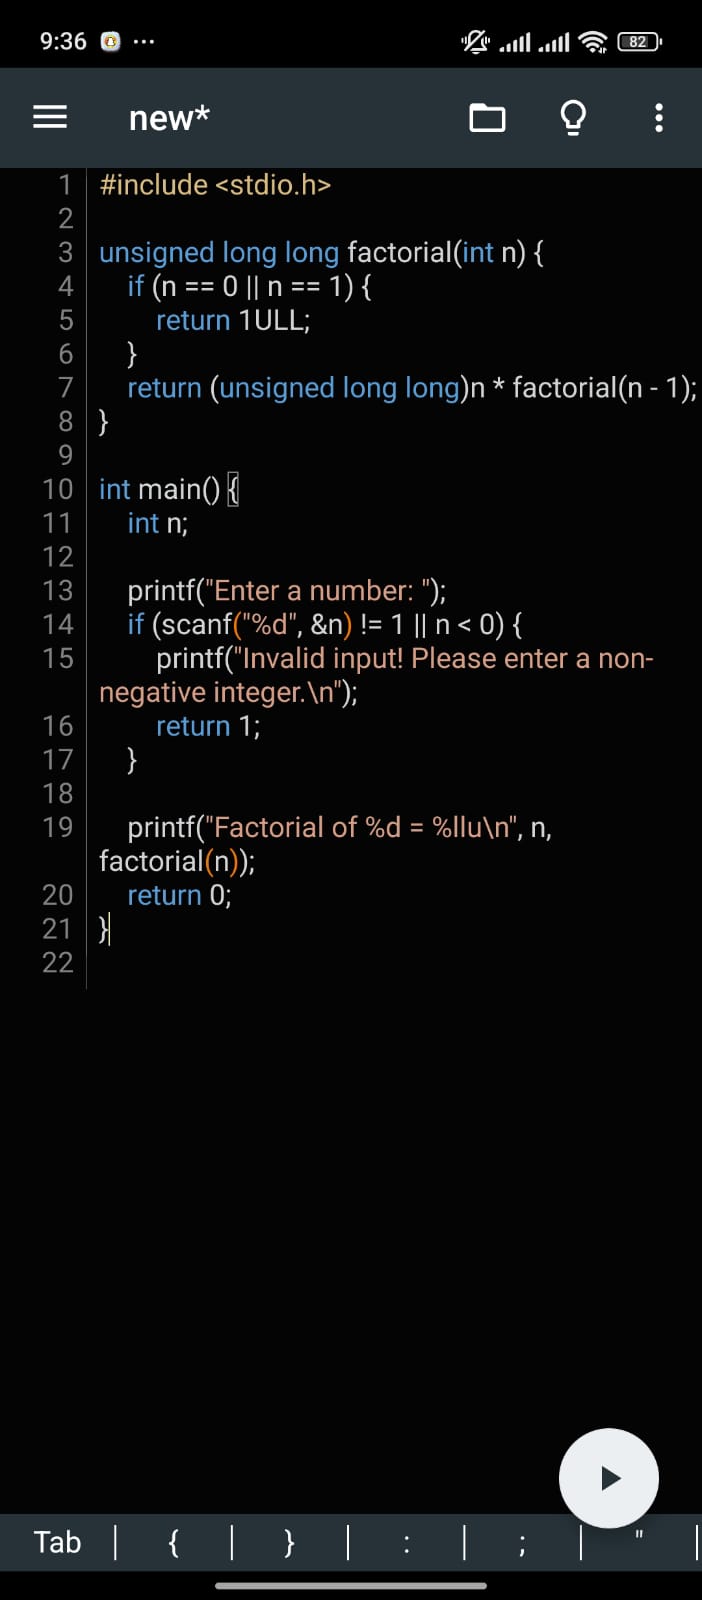 9:36
82
new*
1 #include <stdio.h>
2
3 unsigned long long factorial(int n) {
4 if (n == 0 || n == 1) {
5 return 1ULL;
6 }
7 return (unsigned long long)n * factorial(n - 1);
8 }
9
10 int main() {
11 int n;
12
13 printf("Enter a number: ");
14 if (scanf("%d", &n) != 1 || n < 0) {
15 printf("Invalid input! Please enter a non-
negative integer.\n");
16 return 1;
17 }
18
19 printf("Factorial of %d = %llu\n", n,
factorial(n));
20 return 0;
21 }
22
Tab | { | } | : | ; | " |